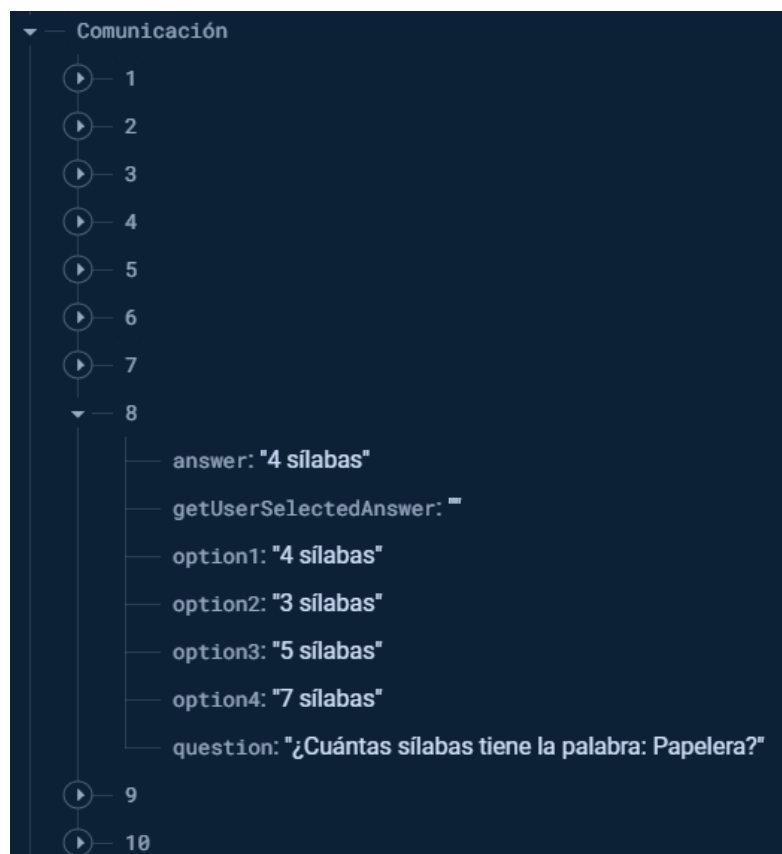 Comunicación
1
2
3
4
5
6
7
8
answer: "4 sílabas"
getUserSelectedAnswer: ""
option1: "4 sílabas"
option2: "3 sílabas"
option3: "5 sílabas"
option4: "7 sílabas"
question: "¿Cuántas sílabas tiene la palabra: Papelera?"
9
10